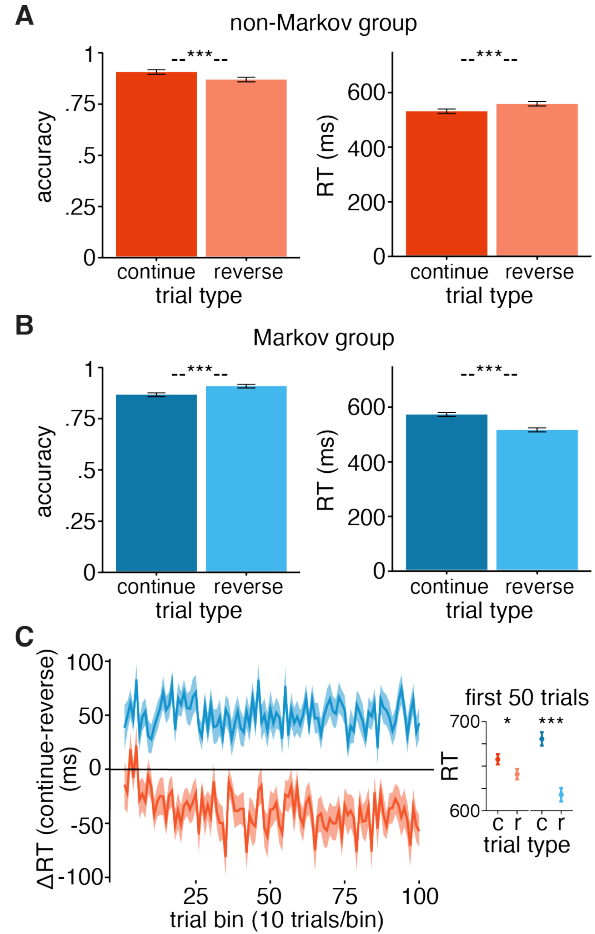 A
non-Markov group
1
.75
.5
.25
0
accuracy
***
continue reverse
trial type
600
400
200
0
RT (ms)
***
continue reverse
trial type
B
Markov group
1
.75
.5
.25
0
accuracy
***
continue reverse
trial type
600
400
200
0
RT (ms)
***
continue reverse
trial type
C
100
50
0
-50
-100
ΔRT (continue-reverse)
(ms)
25 50 75 100
trial bin (10 trials/bin)
first 50 trials
700
600
RT
* ***
c r c r
trial type